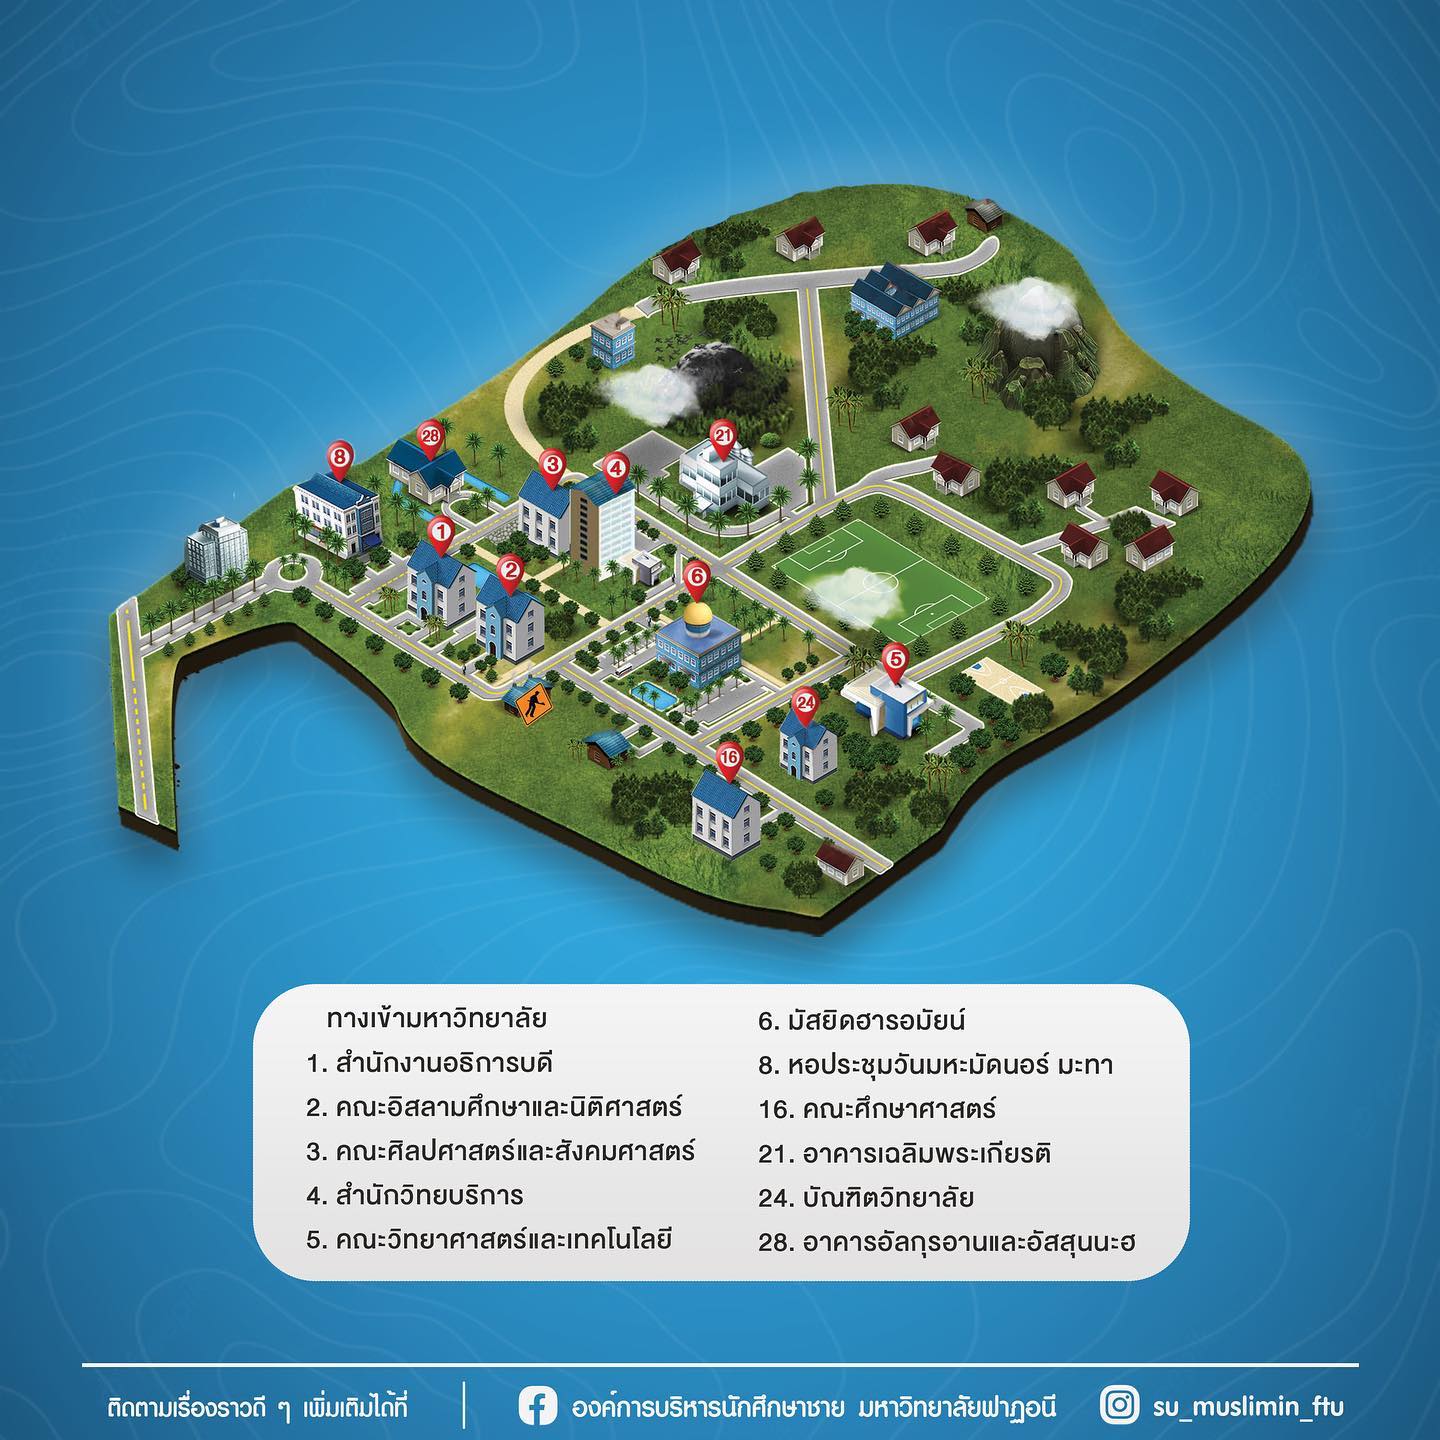 8
28
3
4
21
1
2
6
5
24
16
ทางเข้ามหาวิทยาลัย
1. สำนักงานอธิการบดี
2. คณะอิสลามศึกษาและนิติศาสตร์
3. คณะศิลปศาสตร์และสังคมศาสตร์
4. สำนักวิทยบริการ
5. คณะวิทยาศาสตร์และเทคโนโลยี
6. มัสยิดฮารอมัยน์
8. หอประชุมวันมูหะมัดนอร์ มะทา
16. คณะศึกษาศาสตร์
21. อาคารเฉลิมพระเกียรติ
24. บัณฑิตวิทยาลัย
28. อาคารอัลกุรอานและอัสสุนนะฮ
ติดตามเรื่องราวดี ๆ เพิ่มเติมได้ที่
องค์การบริหารนักศึกษาชาย มหาวิทยาลัยฟาฏอนี
su_muslimin_ftu